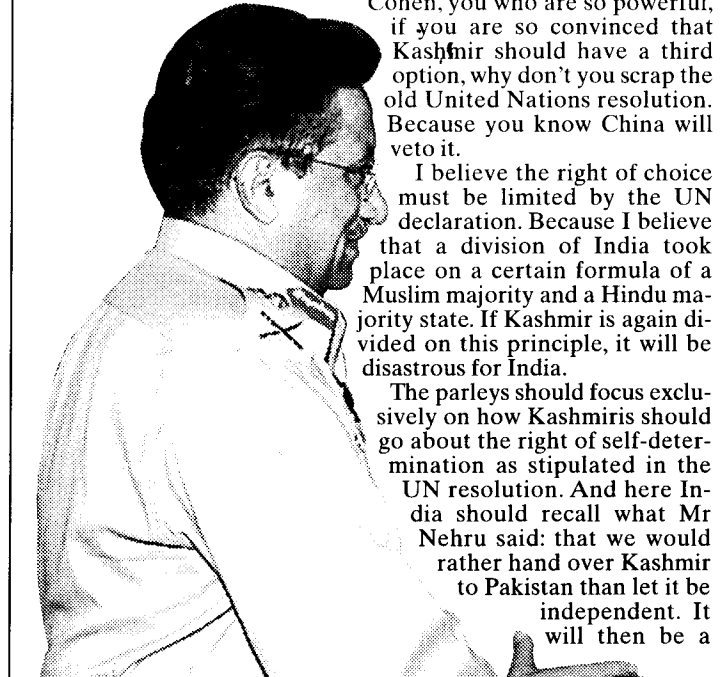 Cohen, you who are so powerful,
if you are so convinced that
Kashmir should have a third
option, why don't you scrap the
old United Nations resolution.
Because you know China will
veto it.
I believe the right of choice
must be limited by the UN
declaration. Because I believe
that a division of India took
place on a certain formula of a
Muslim majority and a Hindu ma-
jority state. If Kashmir is again di-
vided on this principle, it will be
disastrous for India.
The parleys should focus exclu-
sively on how Kashmiris should
go about the right of self-deter-
mination as stipulated in the
UN resolution. And here In-
dia should recall what Mr
Nehru said: that we would
rather hand over Kashmir
to Pakistan than let it be
independent. It
will then be a